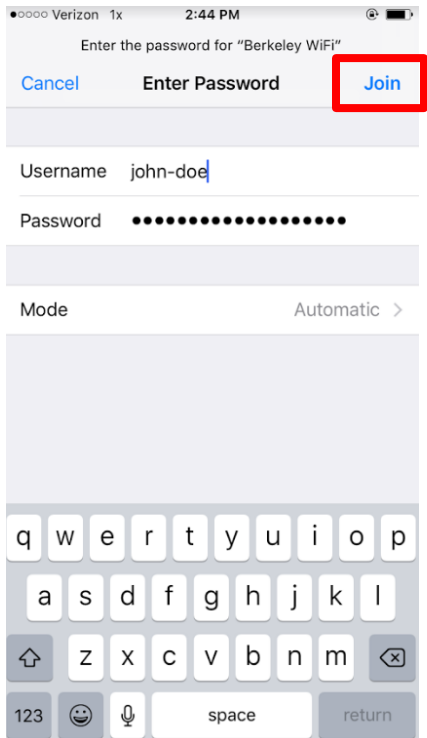 Verizon 1x 2:44 PM
Enter the password for “Berkeley WiFi”
Cancel Enter Password Join
Username john-doe
Password ●●●●●●●●●●●●●●●●●●●
Mode Automatic >
q w e r t y u i o p
a s d f g h j k l
z x c v b n m
123 space return